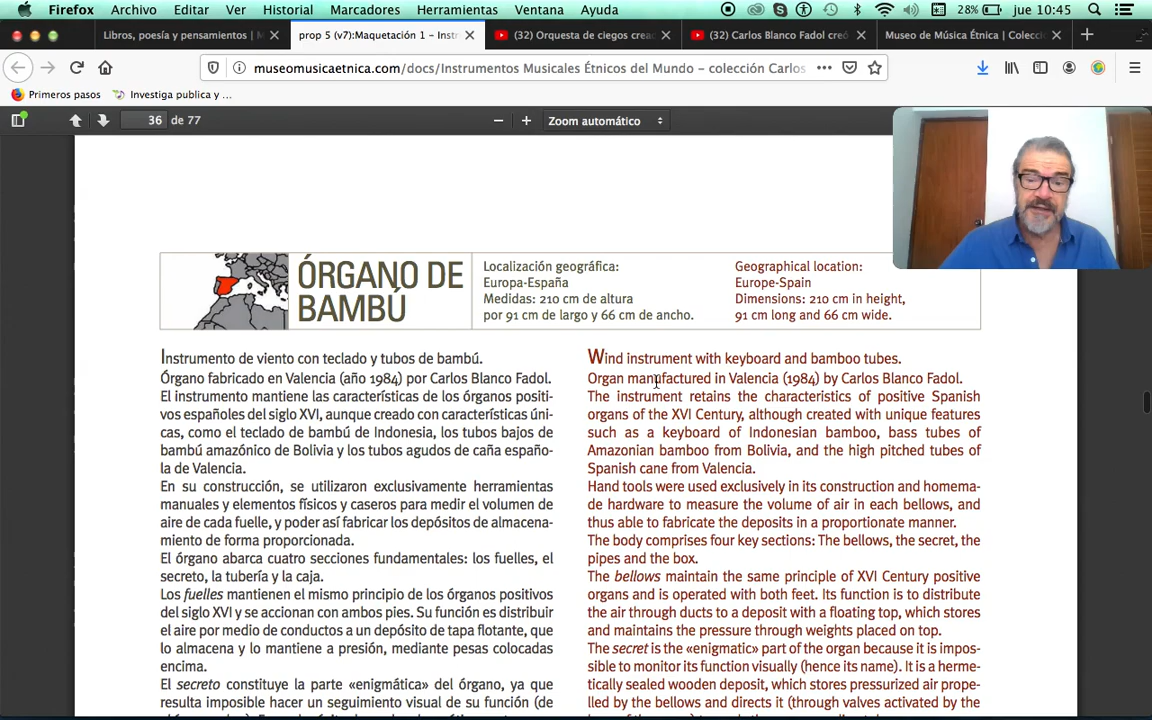 Firefox Archivo Editar Ver Historial Marcadores Herramientas Ventana Ayuda 28% jue 10:45
Libros, poesía y pensamientos | M prop 5 (v7):Maquetación 1 – Inst (32) Orquesta de ciegos crea (32) Carlos Blanco Fadol creó Museo de Música Étnica | Colecci
museomusicaetnica.com/docs/Instrumentos Musicales Étnicos del Mundo – colección Carlos
Primeros pasos Investiga publica y ...
36 de 77 Zoom automático
ÓRGANO DE
BAMBÚ
Localización geográfica:
Europa-España
Medidas: 210 cm de altura
por 91 cm de largo y 66 cm de ancho.
Geographical location:
Europe-Spain
Dimensions: 210 cm in height,
91 cm long and 66 cm wide.
Instrumento de viento con teclado y tubos de bambú.
Órgano fabricado en Valencia (año 1984) por Carlos Blanco Fadol.
El instrumento mantiene las características de los órganos positi-
vos españoles del siglo XVI, aunque creado con características úni-
cas, como el teclado de bambú de Indonesia, los tubos bajos de
bambú amazónico de Bolivia y los tubos agudos de caña españo-
la de Valencia.
En su construcción, se utilizaron exclusivamente herramientas
manuales y elementos físicos y caseros para medir el volumen de
aire de cada fuelle, y poder así fabricar los depósitos de almacena-
miento de forma proporcionada.
El órgano abarca cuatro secciones fundamentales: los fuelles, el
secreto, la tubería y la caja.
Los fuelles mantienen el mismo principio de los órganos positivos
del siglo XVI y se accionan con ambos pies. Su función es distribuir
el aire por medio de conductos a un depósito de tapa flotante, que
lo almacena y lo mantiene a presión, mediante pesas colocadas
encima.
El secreto constituye la parte «enigmática» del órgano, ya que
resulta imposible hacer un seguimiento visual de su función (de
Wind instrument with keyboard and bamboo tubes.
Organ manufactured in Valencia (1984) by Carlos Blanco Fadol.
The instrument retains the characteristics of positive Spanish
organs of the XVI Century, although created with unique features
such as a keyboard of Indonesian bamboo, bass tubes of
Amazonian bamboo from Bolivia, and the high pitched tubes of
Spanish cane from Valencia.
Hand tools were used exclusively in its construction and homema-
de hardware to measure the volume of air in each bellows, and
thus able to fabricate the deposits in a proportionate manner.
The body comprises four key sections: The bellows, the secret, the
pipes and the box.
The bellows maintain the same principle of XVI Century positive
organs and is operated with both feet. Its function is to distribute
the air through ducts to a deposit with a floating top, which stores
and maintains the pressure through weights placed on top.
The secret is the «enigmatic» part of the organ because it is impos-
sible to monitor its function visually (hence its name). It is a herme-
tically sealed wooden deposit, which stores pressurized air prope-
lled by the bellows and directs it (through valves activated by the